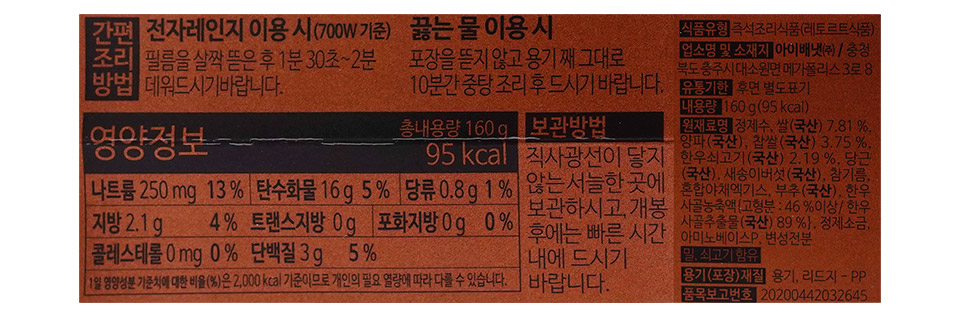 간편
조리
방법
전자레인지 이용 시(700W 기준)
필름을 살짝 뜯은 후 1분 30초~2분
데워드시기바랍니다.
끓는 물 이용 시
포장을 뜯지 않고 용기 째 그대로
10분간 중탕 조리 후 드시기 바랍니다.
영양정보
총내용량 160 g
95 kcal
나트륨 250 mg 13 % 탄수화물 16 g 5 % 당류 0.8 g 1 %
지방 2.1 g 4 % 트랜스지방 0 g 포화지방 0 g 0 %
콜레스테롤 0 mg 0 % 단백질 3 g 5 %
1일 영양성분 기준치에 대한 비율(%)은 2,000 kcal 기준이므로 개인의 필요 열량에 따라 다를 수 있습니다.
보관방법
직사광선이 닿지
않는 서늘한 곳에
보관하시고, 개봉
후에는 빠른 시간
내에 드시기
바랍니다.
식품유형 즉석조리식품(레토르트식품)
업소명 및 소재지 아이배냇㈜ / 충청
북도 충주시 대소원면 메가폴리스 3로 8
유통기한 후면 별도표기
내용량 160 g (95 kcal)
원재료명 정제수, 쌀(국산) 7.81 %,
양파(국산), 찹쌀(국산) 3.75 %,
한우쇠고기(국산) 2.19 %, 당근
(국산), 새송이버섯(국산), 참기름,
혼합야채엑기스, 부추(국산), 한우
사골농축액{고형분 : 46 % 이상 / 한우
사골추출물(국산) 89 %}, 정제소금,
아미노베이스P, 변성전분
밀, 쇠고기 함유
용기(포장)재질 용기, 리드지 - PP
품목보고번호 20200442032645